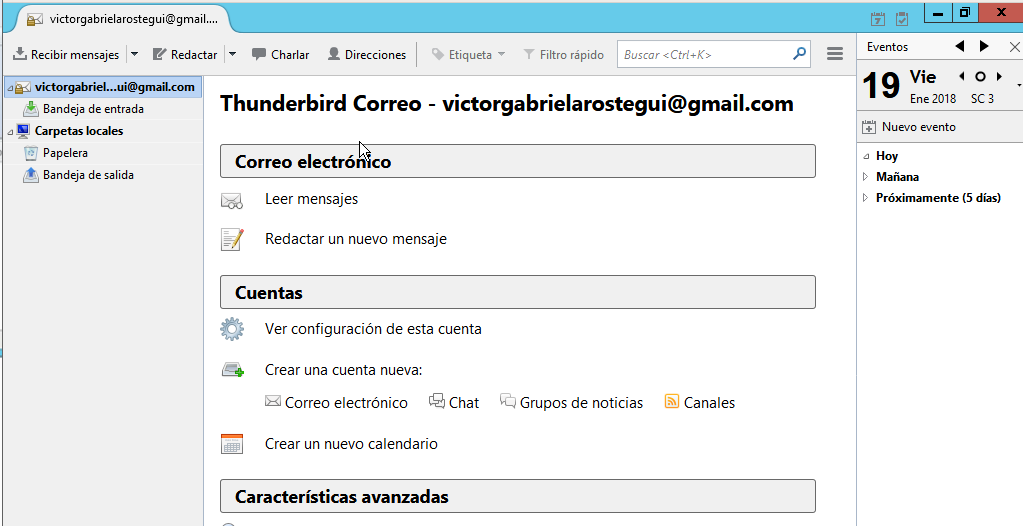 victorgabrielarostegui@gmail....
Recibir mensajes Redactar Charlar Direcciones Etiqueta Filtro rápido Buscar <Ctrl+K>
victorgabriel...ui@gmail.com
Bandeja de entrada
Carpetas locales
Papelera
Bandeja de salida
Thunderbird Correo - victorgabrielarostegui@gmail.com
Correo electrónico
Leer mensajes
Redactar un nuevo mensaje
Cuentas
Ver configuración de esta cuenta
Crear una cuenta nueva:
Correo electrónico Chat Grupos de noticias Canales
Crear un nuevo calendario
Características avanzadas
Eventos
19 Vie
Ene 2018 SC 3
Nuevo evento
Hoy
Mañana
Próximamente (5 días)